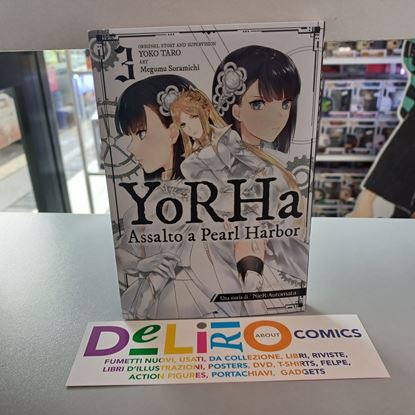 3
ORIGINAL STORY AND SUPERVISION
YOKO TARO
ART
Megumu Soramichi
YoRHa
Assalto a Pearl Harbor
Una storia di NieR:Automata
DeLiRiO
ABOUT
COMICS
FUMETTI NUOVI, USATI, DA COLLEZIONE, LIBRI, RIVISTE,
LIBRI D'ILLUSTRAZIONI, POSTERS, DVD, T-SHIRTS, FELPE,
ACTION FIGURES, PORTACHIAVI, GADGETS